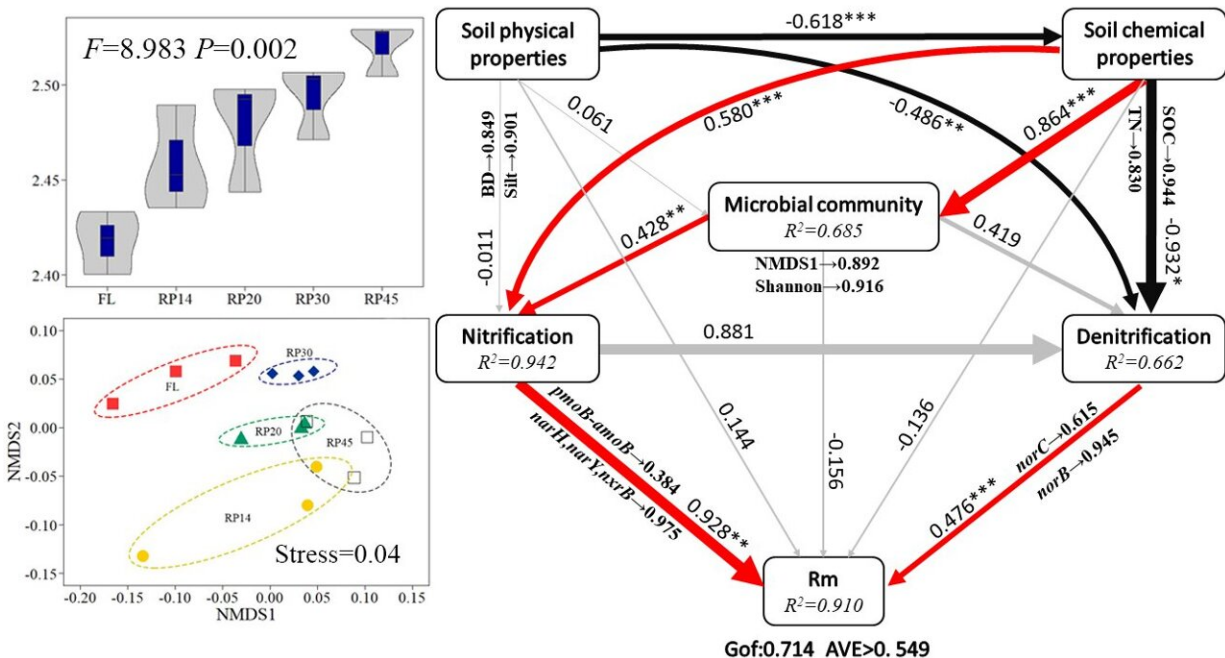 F=8.983 P=0.002
2.50
2.45
2.40
FL RP14 RP20 RP30 RP45
NMDS2
0.10
0.05
0.00
-0.05
-0.10
-0.15
FL
RP30
RP20
RP45
RP14
Stress=0.04
-0.20 -0.15 -0.10 -0.05 0.00 0.05 0.10 0.15
NMDS1
Soil physical
properties
-0.618***
Soil chemical
properties
0.061
0.580***
-0.486**
0.864***
BD→0.849
Silt→0.901
SOC→0.944
TN→0.830
-0.932*
Microbial community
R²=0.685
NMDS1→0.892
Shannon→0.916
0.428**
0.419
-0.011
Nitrification
R²=0.942
0.881
Denitrification
R²=0.662
0.144
-0.156
-0.136
pmoB-amoB→0.384
narH,narY,nxrB→0.975
0.928**
norC→0.615
norB→0.945
0.476***
Rm
R²=0.910
Gof:0.714 AVE>0. 549